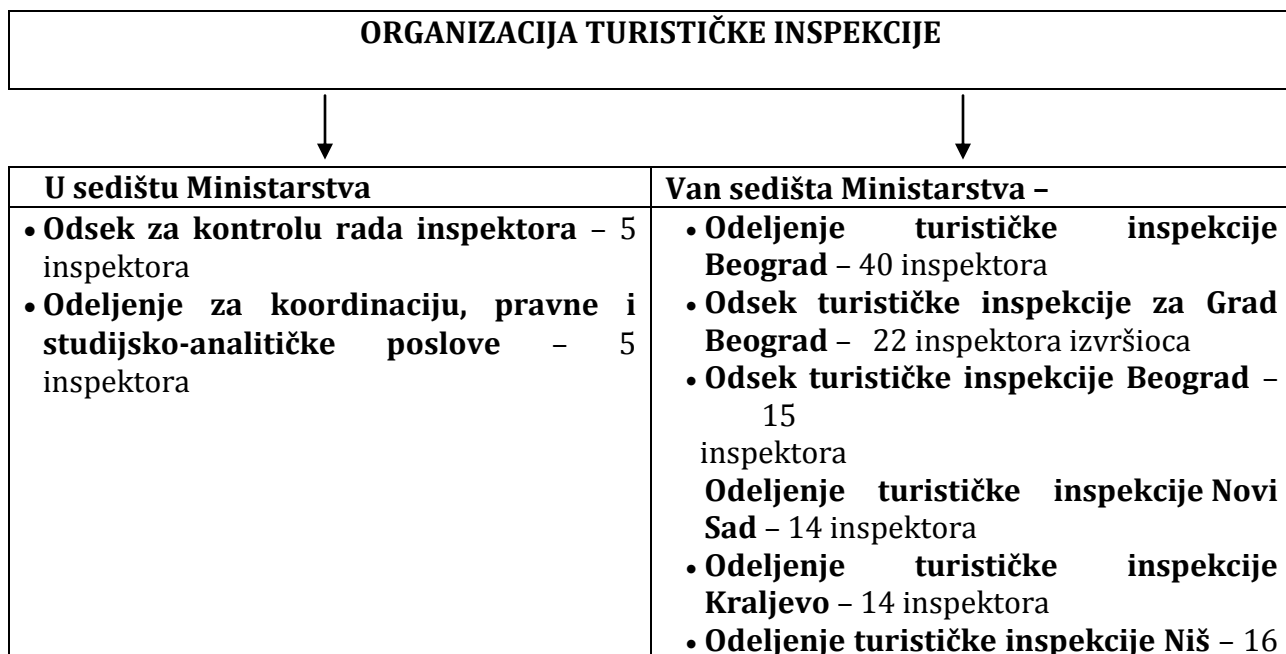 ORGANIZACIJA TURISTIČKE INSPEKCIJE
U sedištu Ministarstva
• Odsek za kontrolu rada inspektora – 5
inspektora
• Odeljenje za koordinaciju, pravne i
studijsko-analitičke poslove – 5
inspektora
Van sedišta Ministarstva –
• Odeljenje turističke inspekcije
Beograd – 40 inspektora
• Odsek turističke inspekcije za Grad
Beograd – 22 inspektora izvršioca
• Odsek turističke inspekcije Beograd –
15
inspektora
Odeljenje turističke inspekcije Novi
Sad – 14 inspektora
• Odeljenje turističke inspekcije
Kraljevo – 14 inspektora
• Odeljenje turističke inspekcije Niš – 16